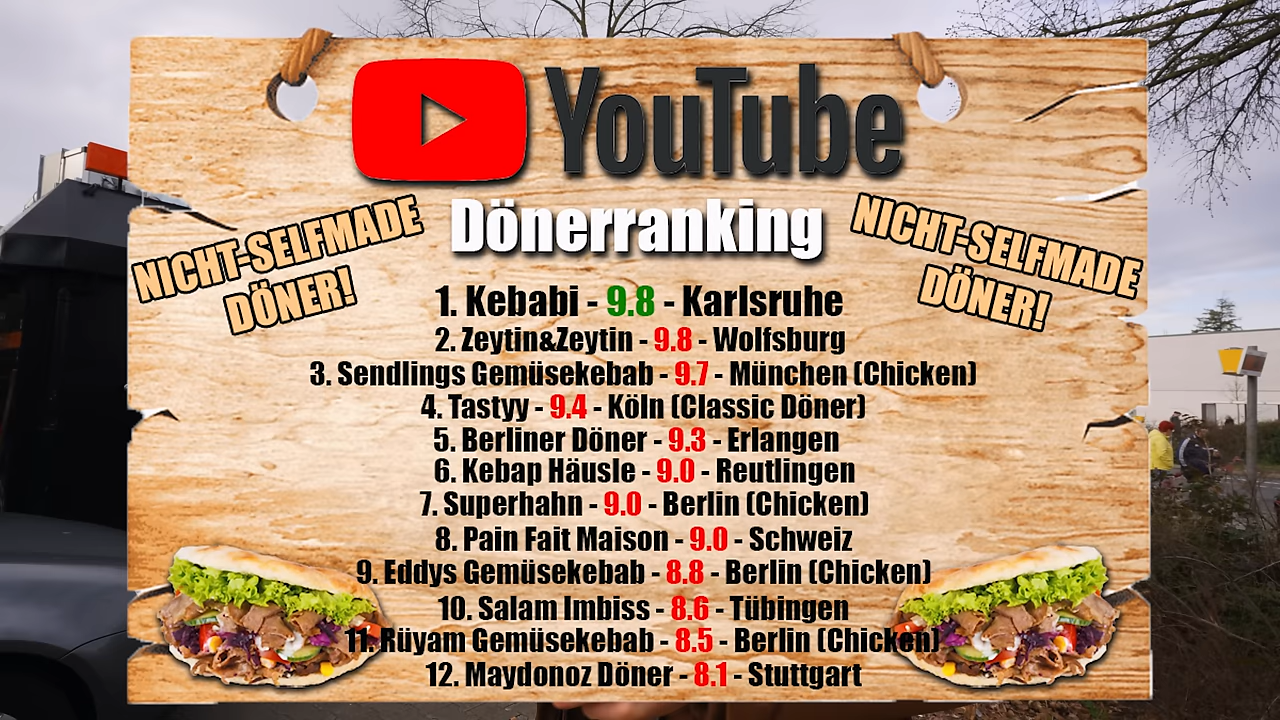 YouTube
Dönerranking
NICHT-SELFMADE
DÖNER!
NICHT-SELFMADE
DÖNER!
1. Kebabi - 9.8 - Karlsruhe
2. Zeytin&Zeytin - 9.8 - Wolfsburg
3. Sendlings Gemüsekebab - 9.7 - München (Chicken)
4. Tastyy - 9.4 - Köln (Classic Döner)
5. Berliner Döner - 9.3 - Erlangen
6. Kebap Häusle - 9.0 - Reutlingen
7. Superhahn - 9.0 - Berlin (Chicken)
8. Pain Fait Maison - 9.0 - Schweiz
9. Eddys Gemüsekebab - 8.8 - Berlin (Chicken)
10. Salam Imbiss - 8.6 - Tübingen
11. Rüyam Gemüsekebab - 8.5 - Berlin (Chicken)
12. Maydonoz Döner - 8.1 - Stuttgart